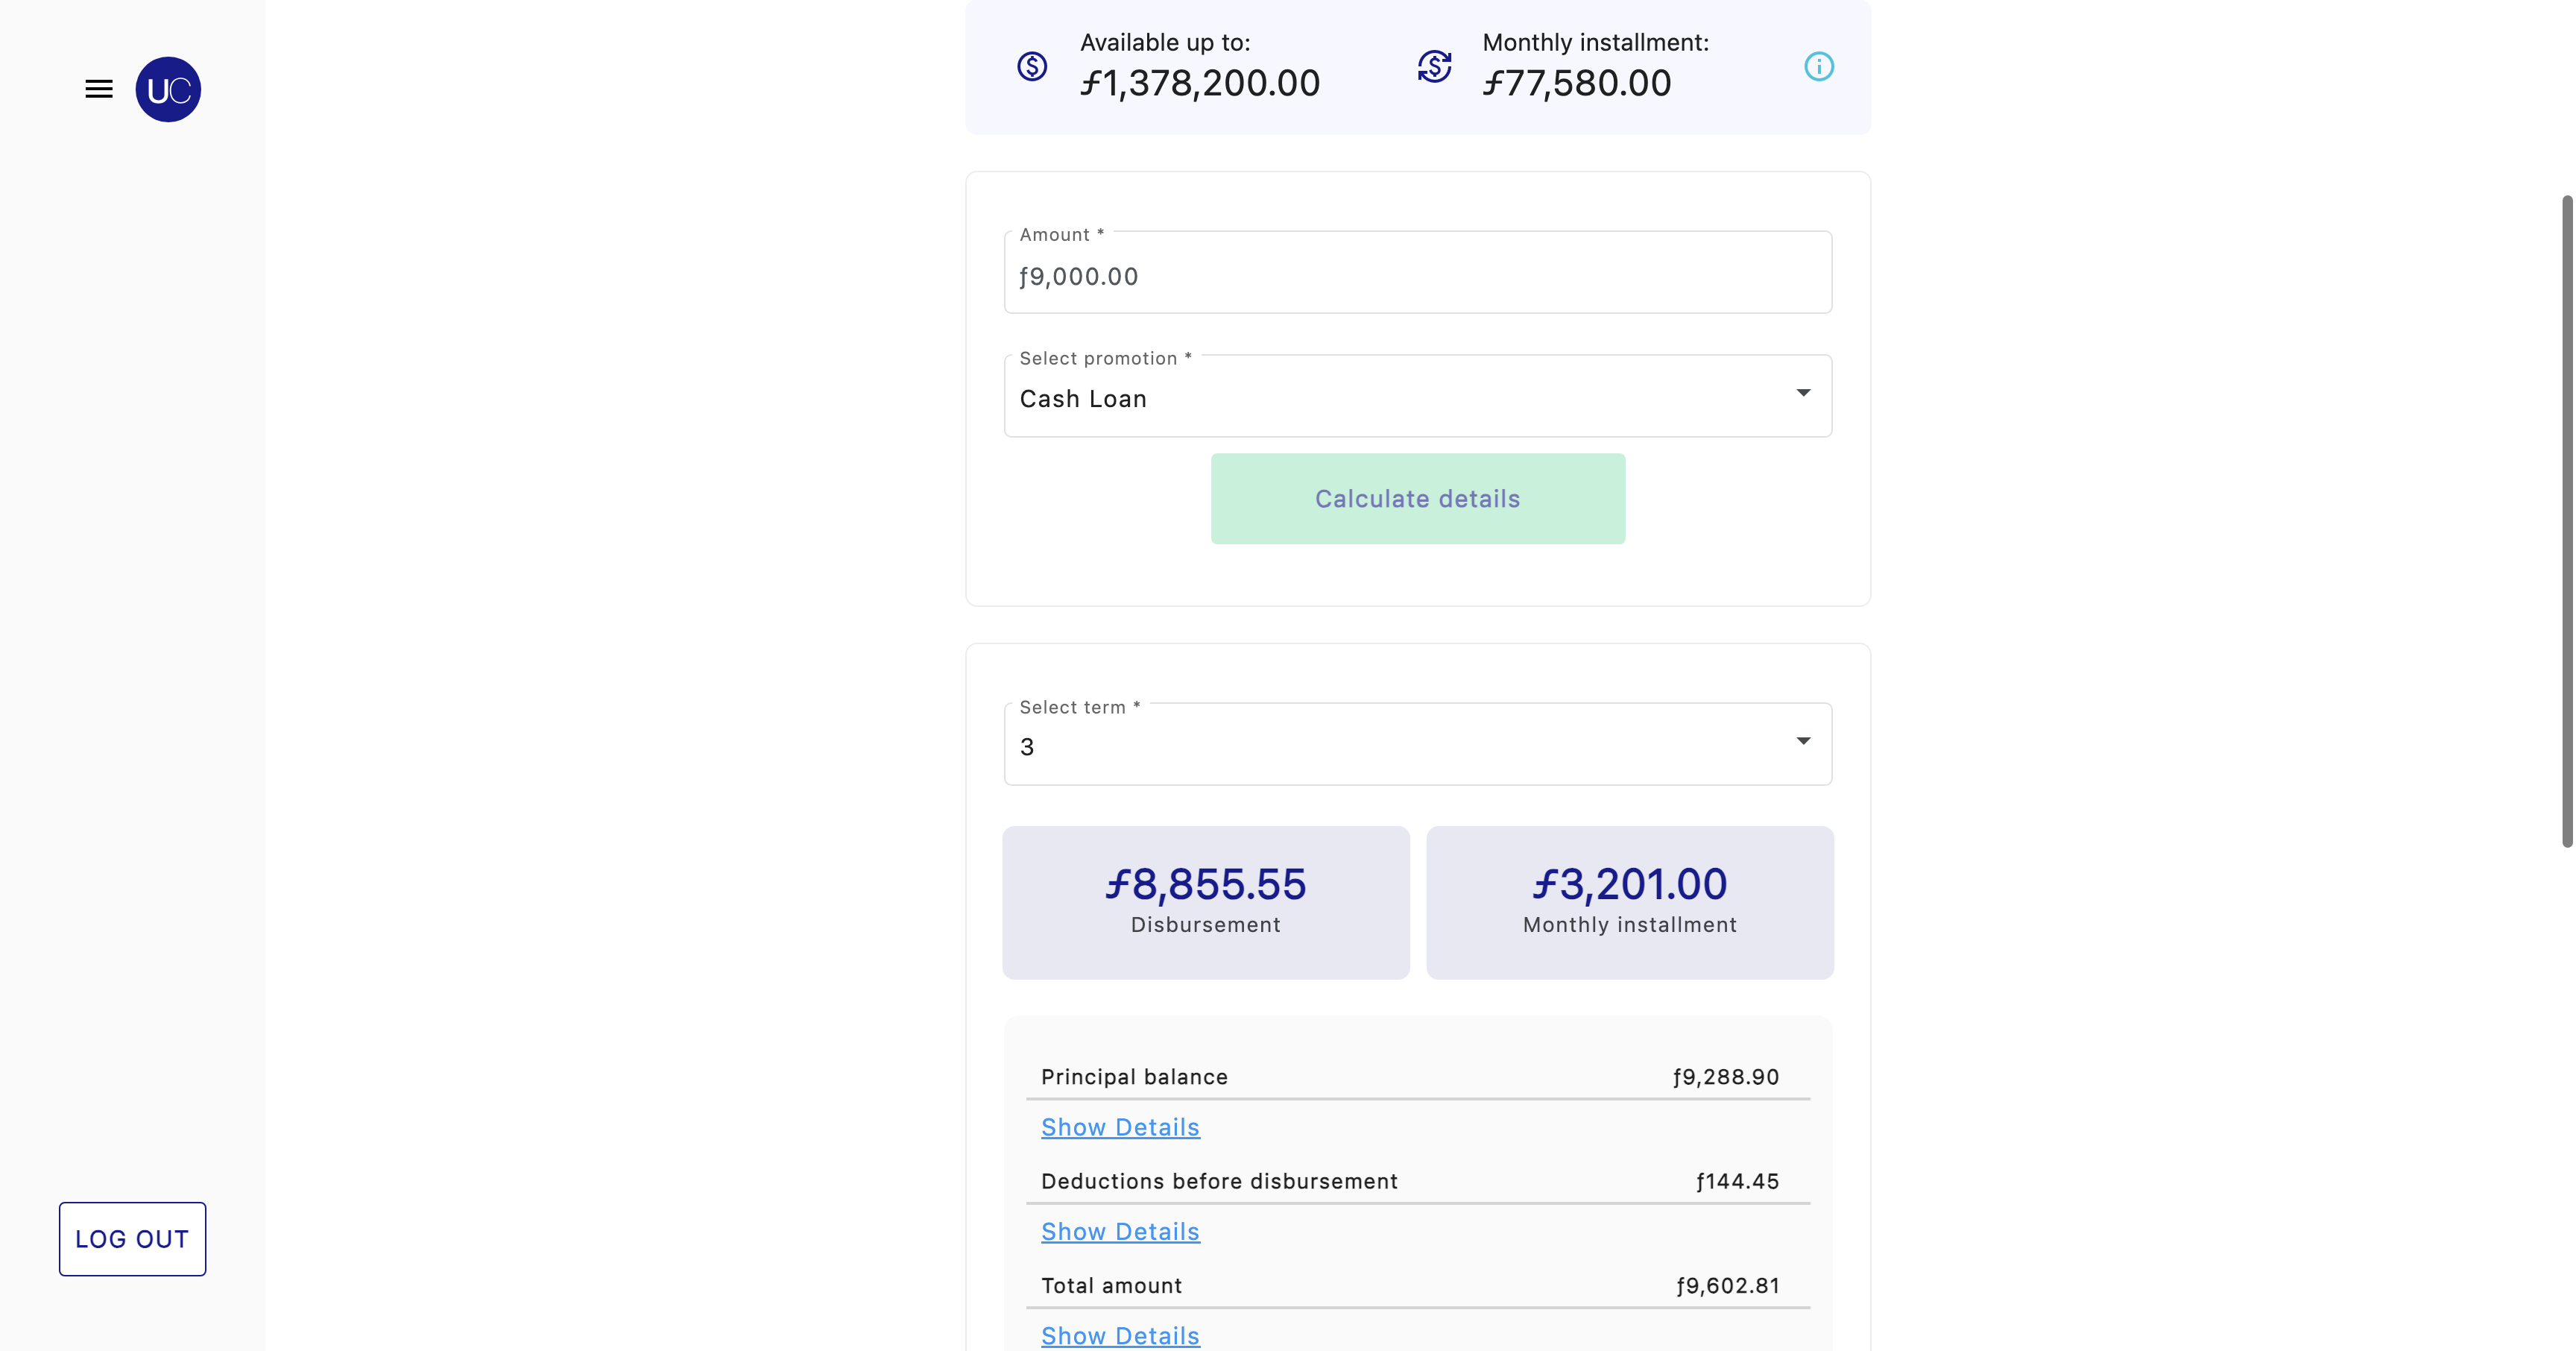 UC
Available up to:
ƒ1,378,200.00
Monthly installment:
ƒ77,580.00
Amount *
ƒ9,000.00
Select promotion *
Cash Loan
Calculate details
Select term *
3
ƒ8,855.55
Disbursement
ƒ3,201.00
Monthly installment
Principal balance ƒ9,288.90
Show Details
Deductions before disbursement ƒ144.45
Show Details
Total amount ƒ9,602.81
Show Details
LOG OUT